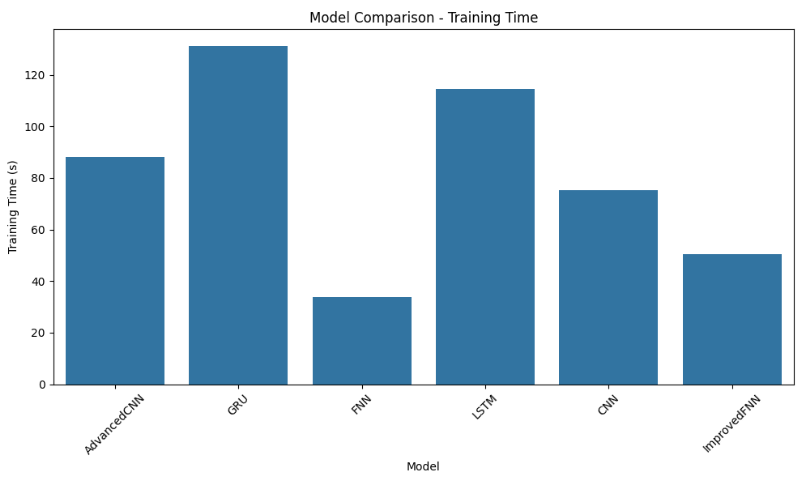 Model Comparison - Training Time
Training Time (s)
120
100
80
60
40
20
0
AdvancedCNN
GRU
FNN
LSTM
CNN
ImprovedFNN
Model